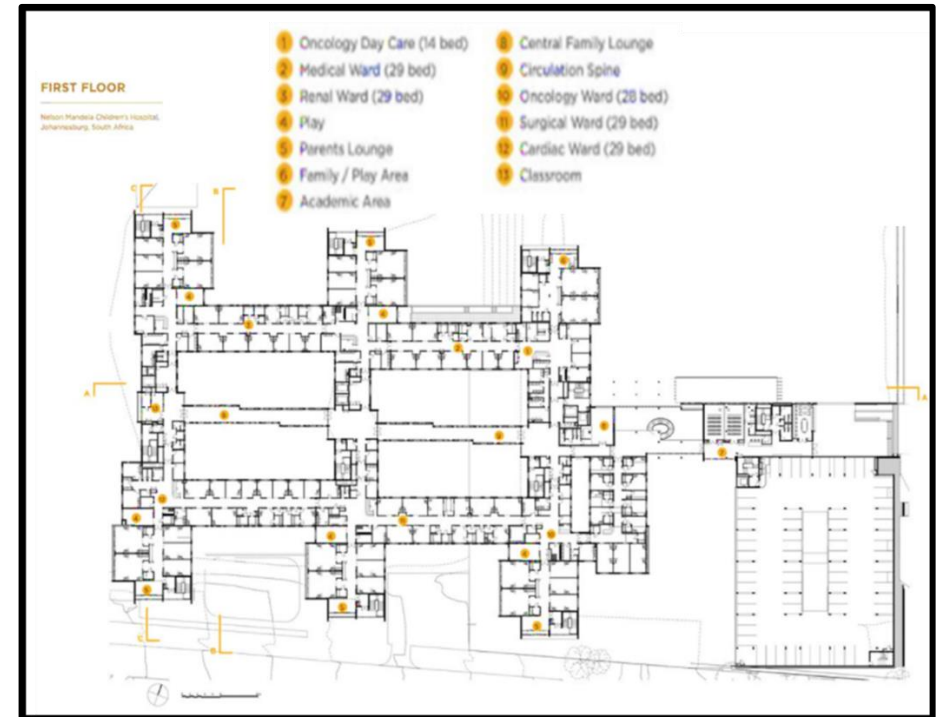 1 Oncology Day Care (14 bed)
2 Medical Ward (29 bed)
3 Renal Ward (29 bed)
4 Play
5 Parents Lounge
6 Family / Play Area
7 Academic Area
8 Central Family Lounge
9 Circulation Spine
10 Oncology Ward (28 bed)
11 Surgical Ward (29 bed)
12 Cardiac Ward (29 bed)
13 Classroom
FIRST FLOOR
Nelson Mandela Children's Hospital,
Johannesburg, South Africa
C
B
A
A
7
C
B